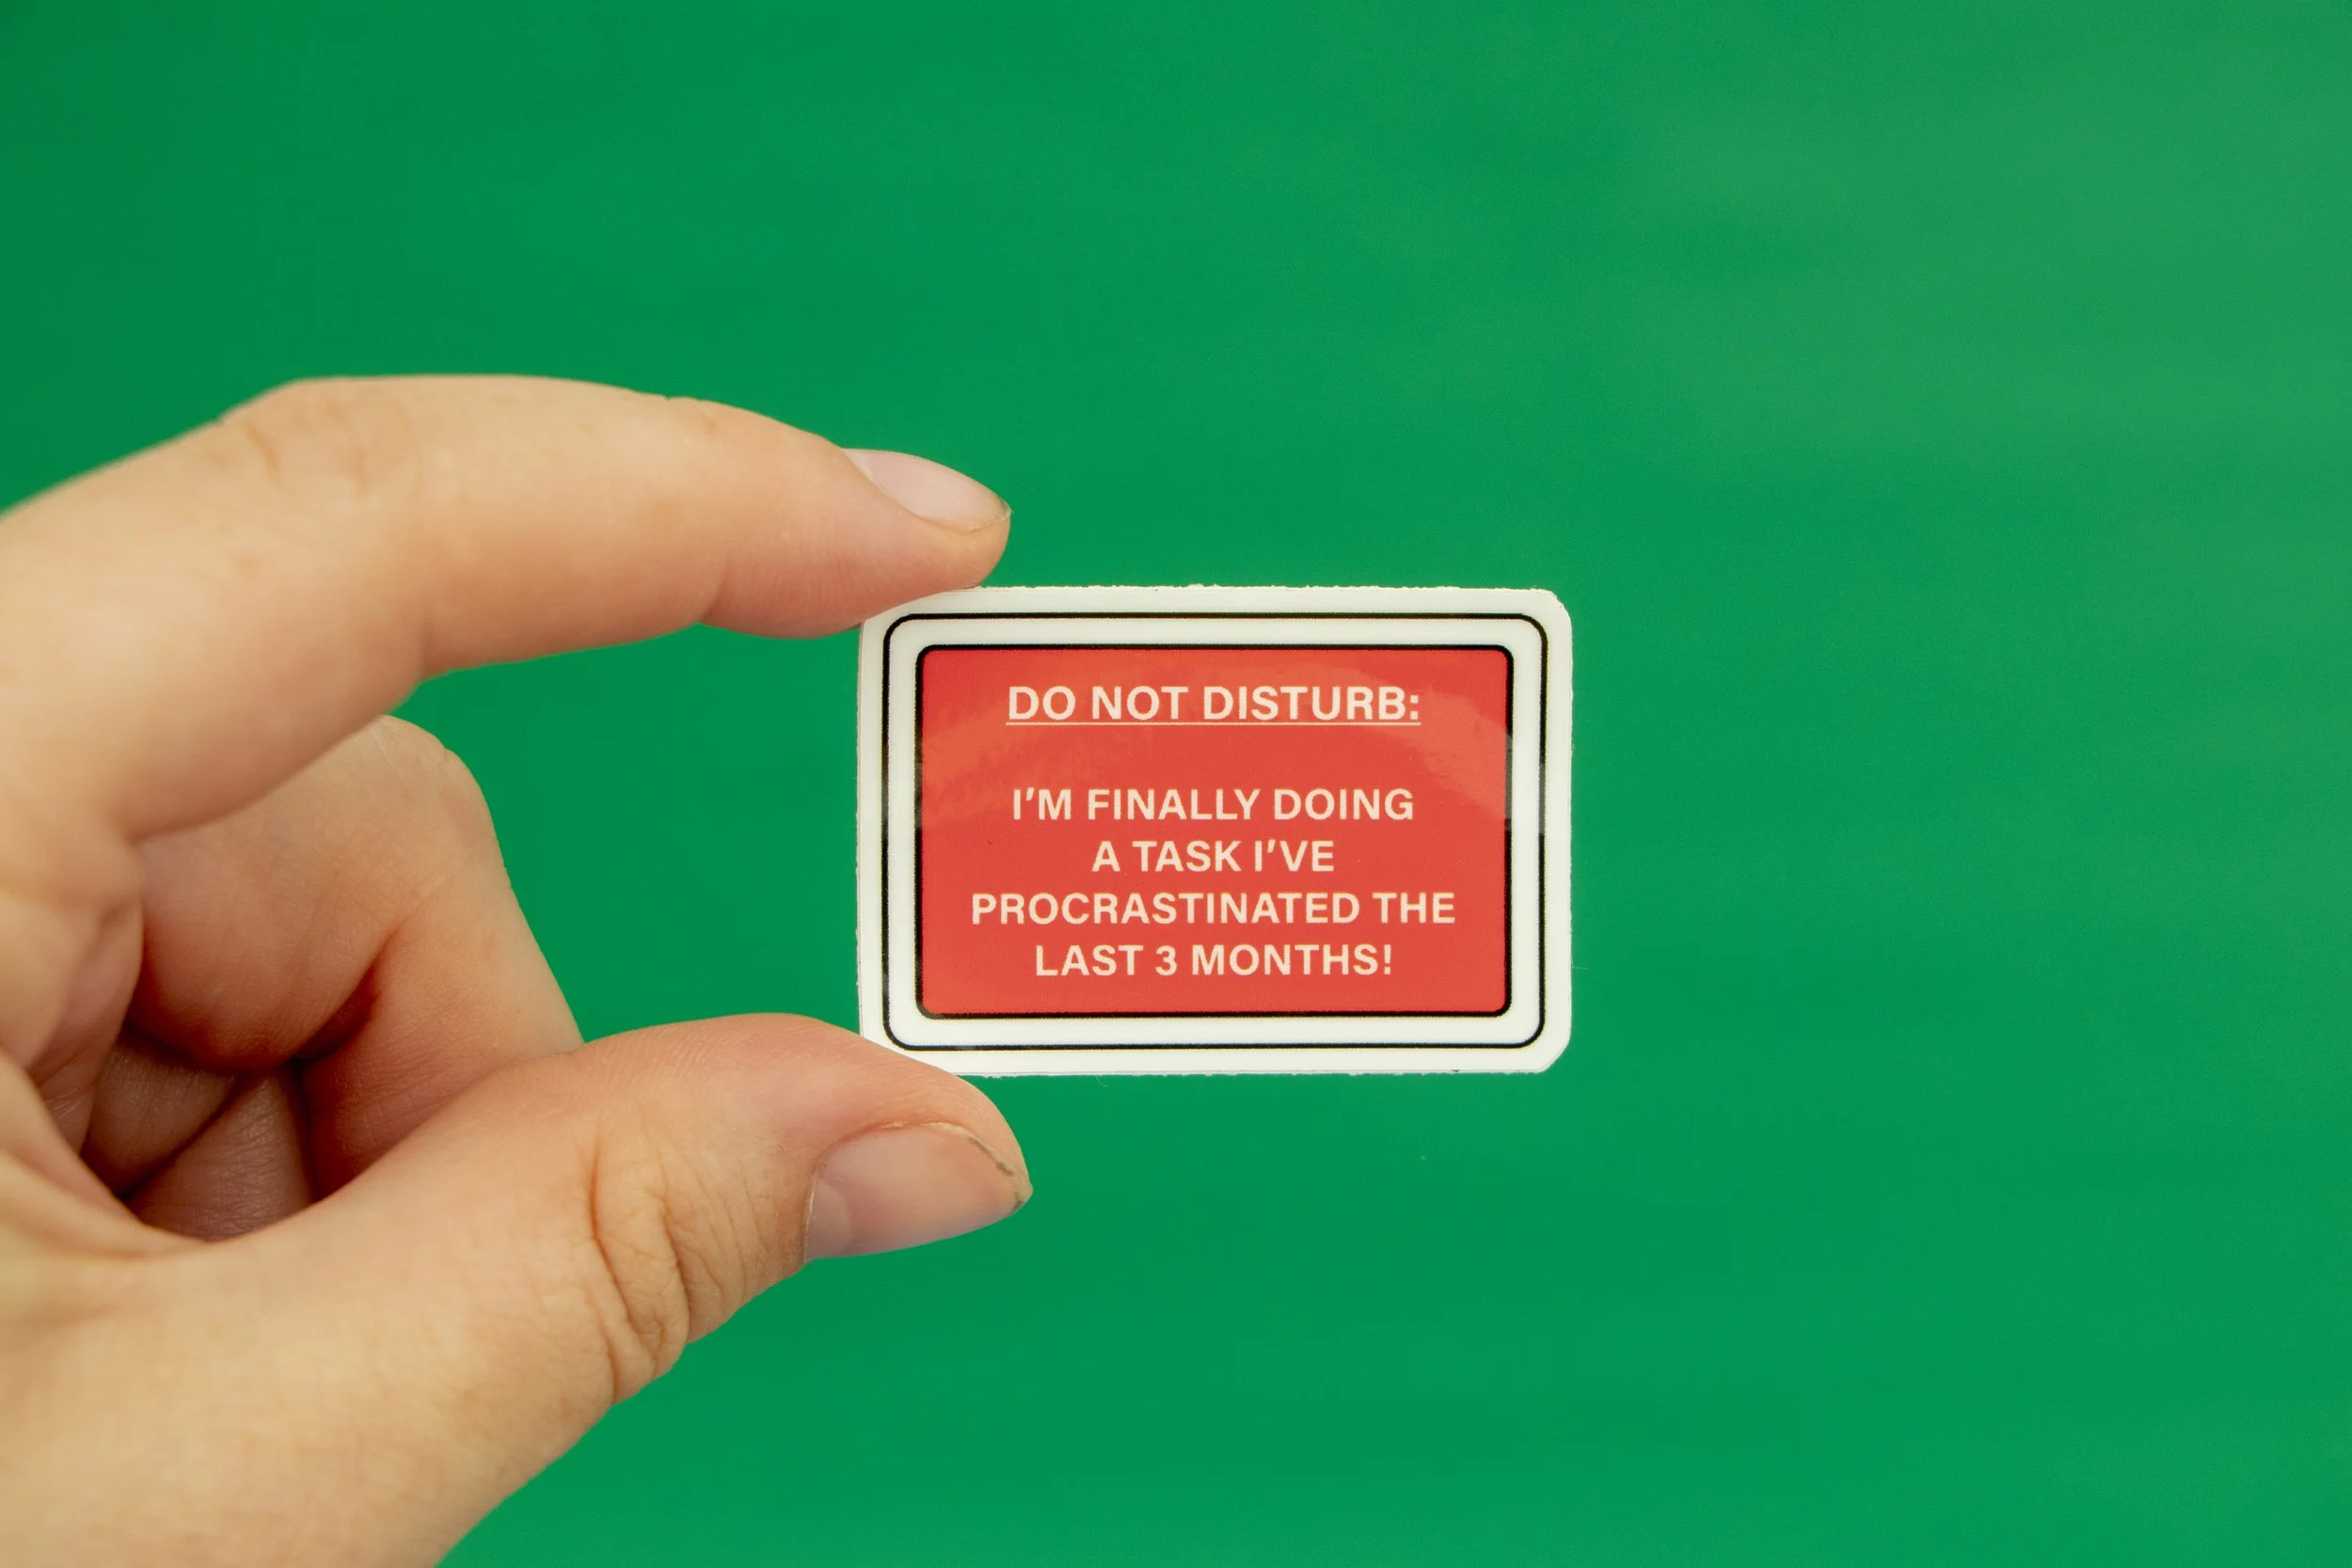 DO NOT DISTURB:
I'M FINALLY DOING
A TASK I'VE
PROCRASTINATED THE
LAST 3 MONTHS!